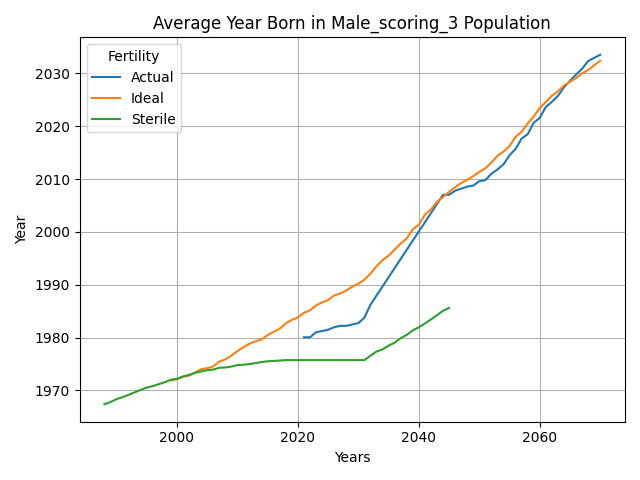 Average Year Born in Male_scoring_3 Population
Fertility
Actual
Ideal
Sterile
Year
2030
2020
2010
2000
1990
1980
1970
2000
2020
2040
2060
Years